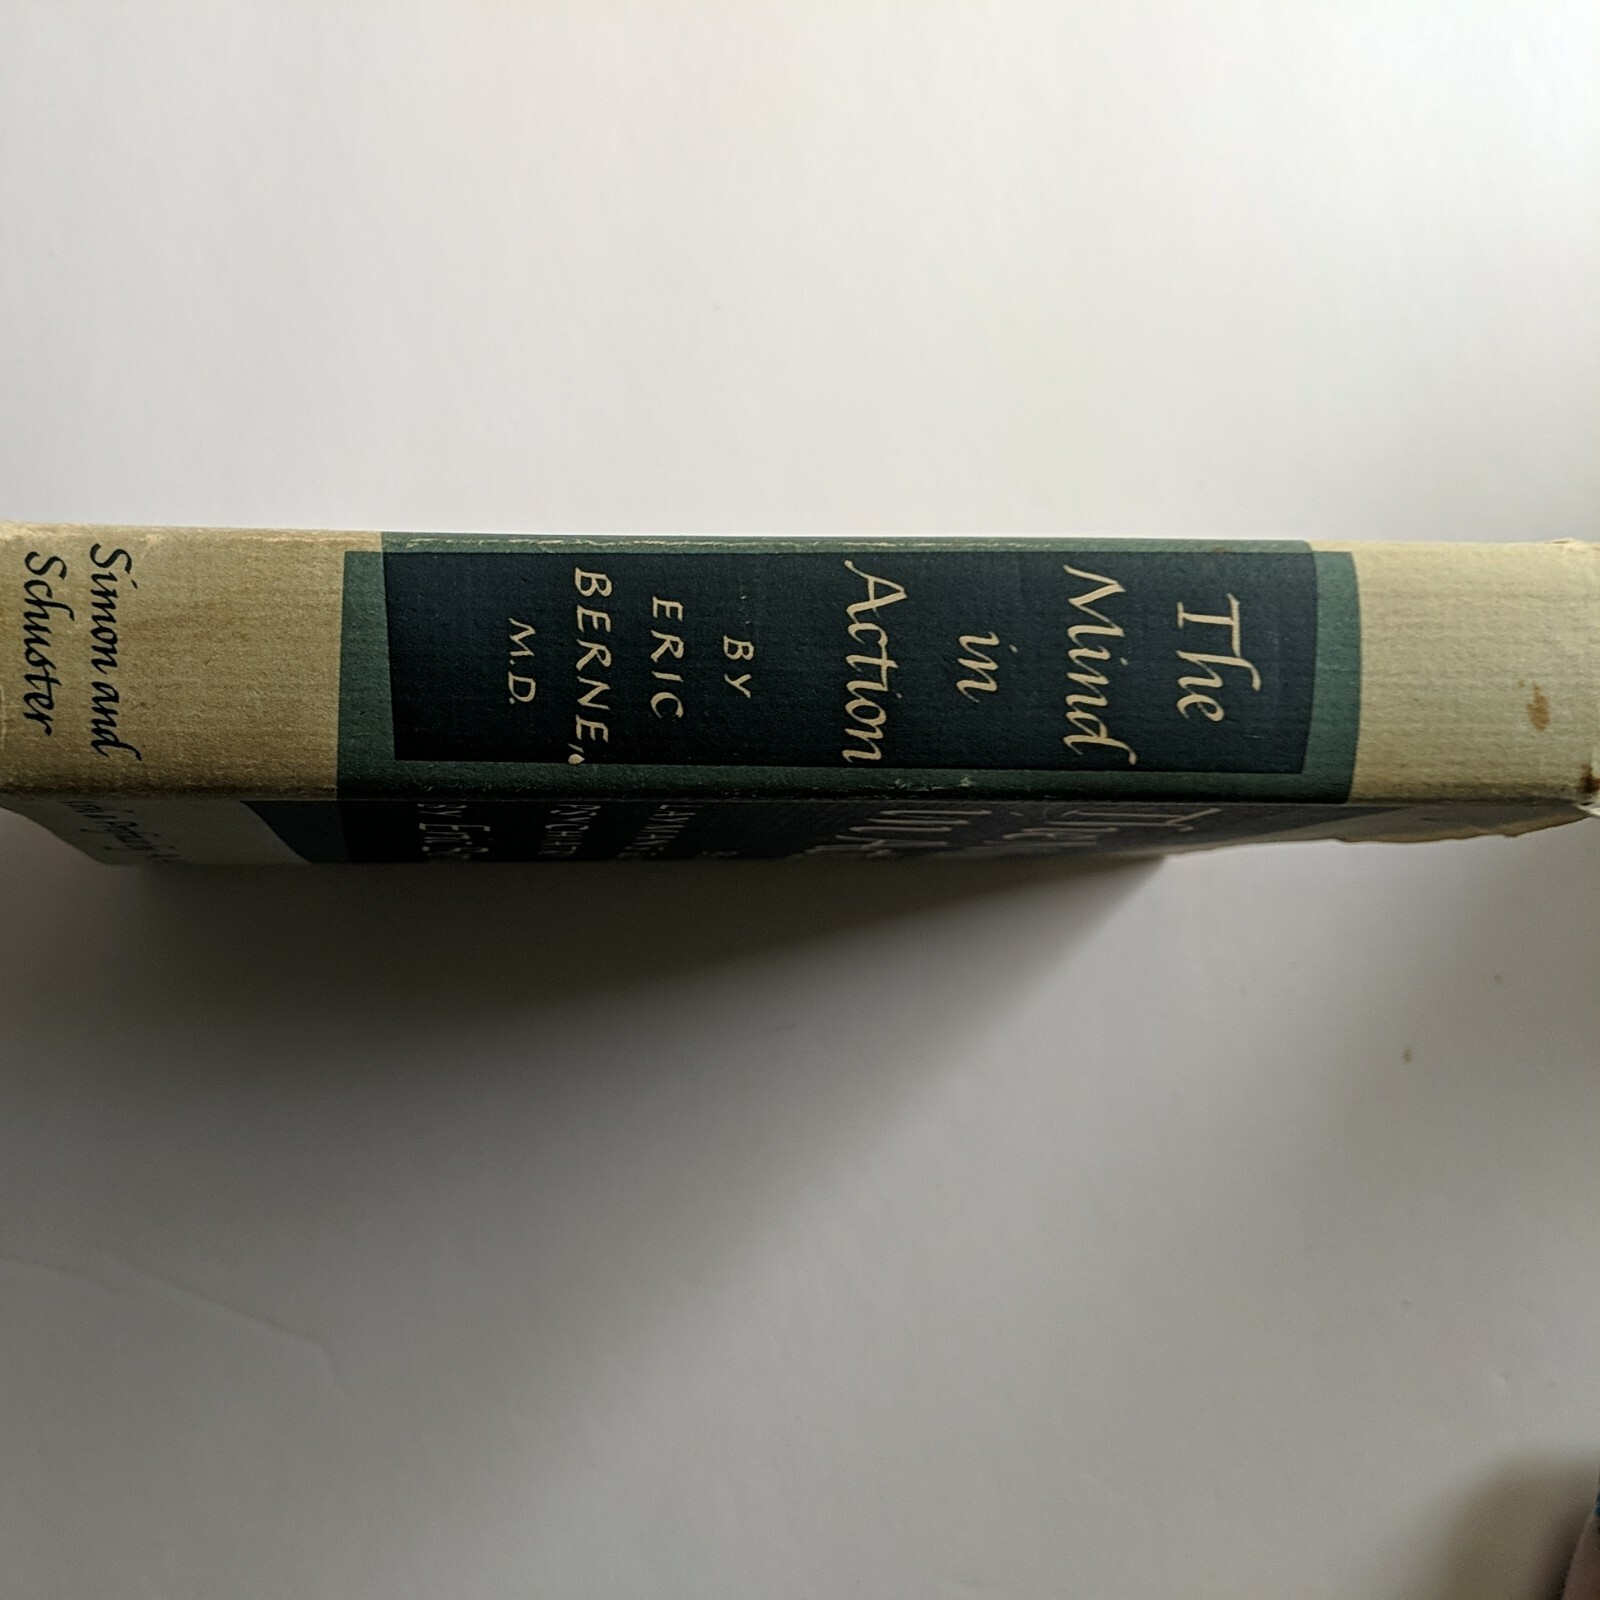 The
Mind
in
Action
BY
ERIC
BERNE,
M.D.
Simon and
Schuster